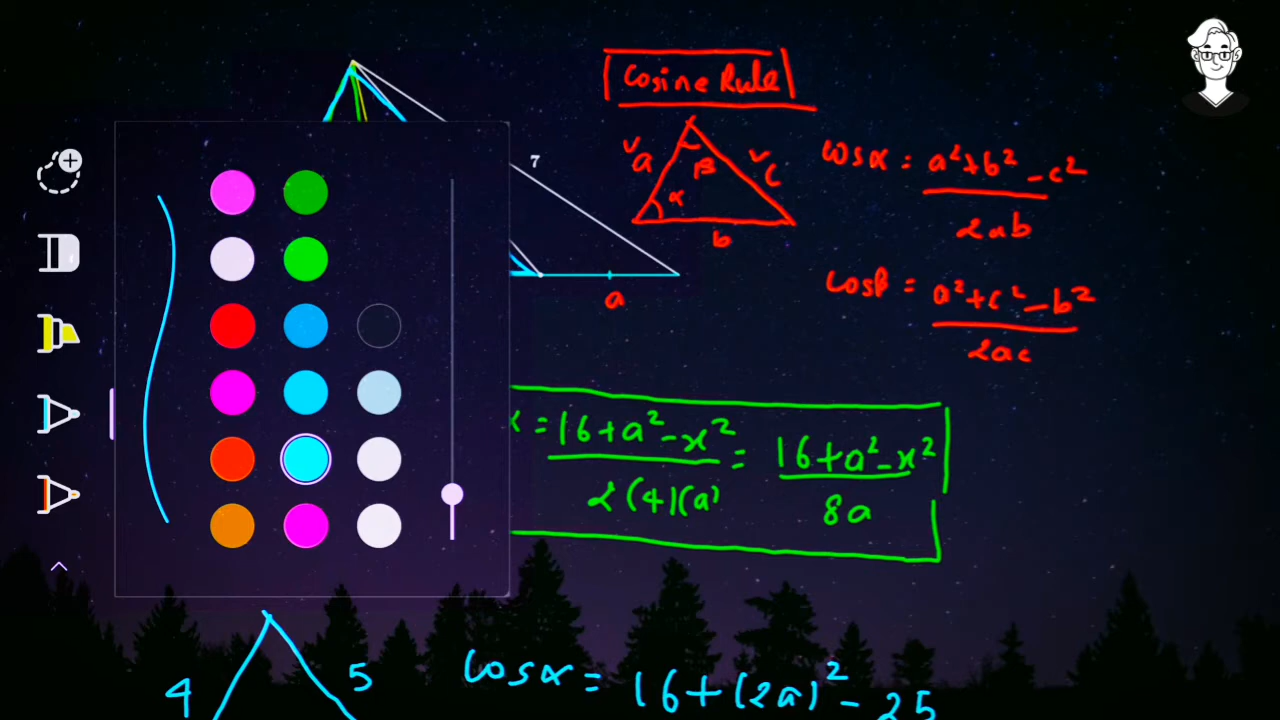 Cosine Rule
7
a
β
c
α
b
cosα = a²+b²-c² / 2ab
cosβ = a²+c²-b² / 2ac
a
= 16+a²-x² / 2(4)(a) = 16+a²-x² / 8a
4
5
cosα = 16+(2a)²-25